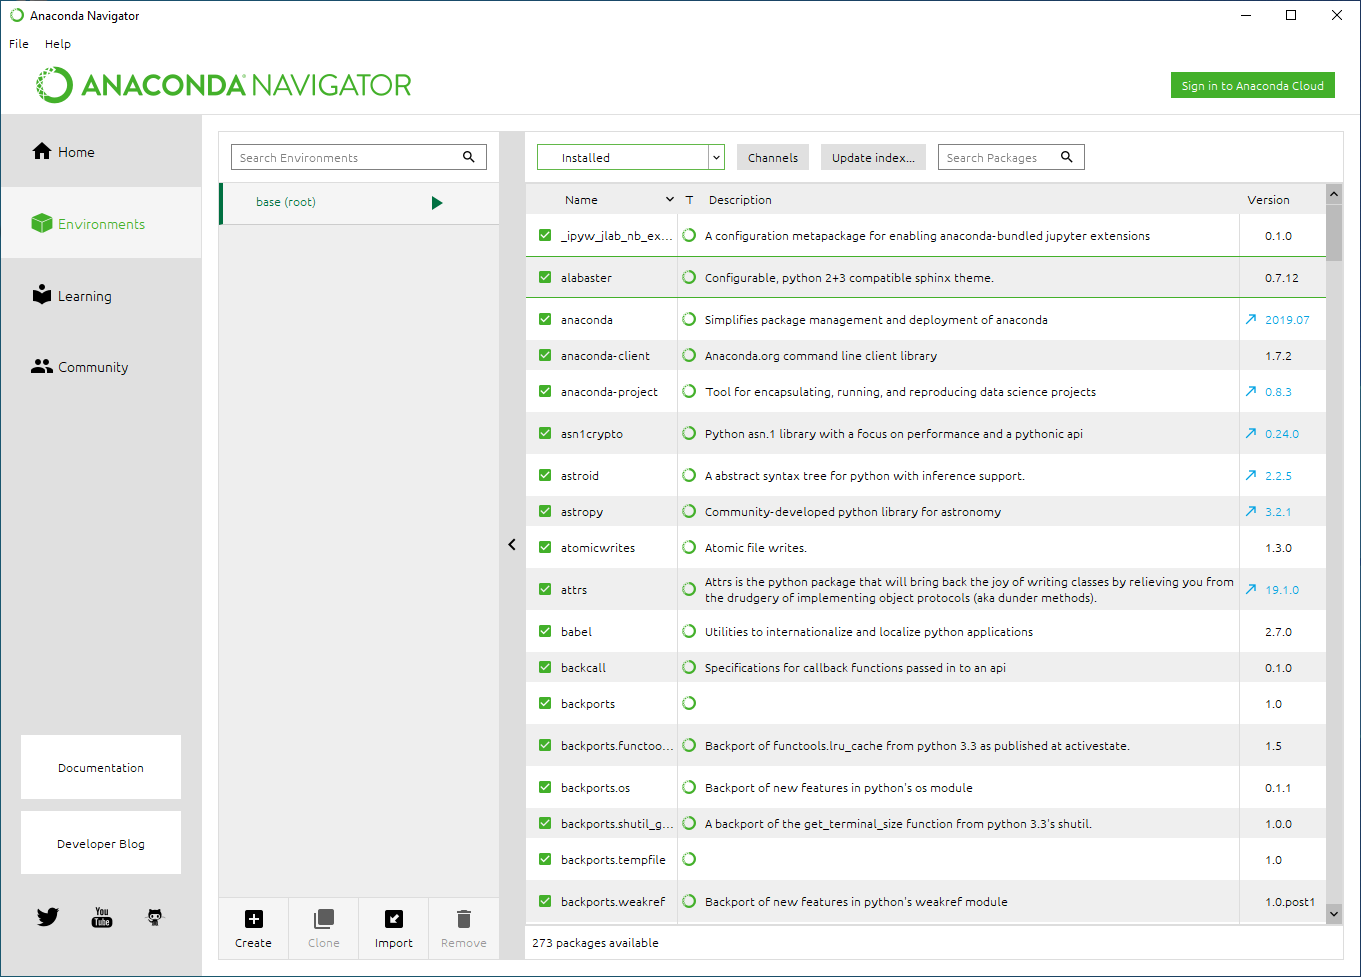 Anaconda Navigator
File Help
ANACONDA NAVIGATOR
Sign in to Anaconda Cloud
Home
Environments
Learning
Community
Documentation
Developer Blog
You
Tube
Search Environments
base (root)
Create Clone Import Remove
Installed Channels Update index... Search Packages
Name T Description Version
_ipyw_jlab_nb_ex... A configuration metapackage for enabling anaconda-bundled jupyter extensions 0.1.0
alabaster Configurable, python 2+3 compatible sphinx theme. 0.7.12
anaconda Simplifies package management and deployment of anaconda 2019.07
anaconda-client Anaconda.org command line client library 1.7.2
anaconda-project Tool for encapsulating, running, and reproducing data science projects 0.8.3
asn1crypto Python asn.1 library with a focus on performance and a pythonic api 0.24.0
astroid A abstract syntax tree for python with inference support. 2.2.5
astropy Community-developed python library for astronomy 3.2.1
atomicwrites Atomic file writes. 1.3.0
attrs Attrs is the python package that will bring back the joy of writing classes by relieving you from 19.1.0
the drudgery of implementing object protocols (aka dunder methods).
babel Utilities to internationalize and localize python applications 2.7.0
backcall Specifications for callback functions passed in to an api 0.1.0
backports 1.0
backports.functoo... Backport of functools.lru_cache from python 3.3 as published at activestate. 1.5
backports.os Backport of new features in python's os module 0.1.1
backports.shutil_g... A backport of the get_terminal_size function from python 3.3's shutil. 1.0.0
backports.tempfile 1.0
backports.weakref Backport of new features in python's weakref module 1.0.post1
273 packages available